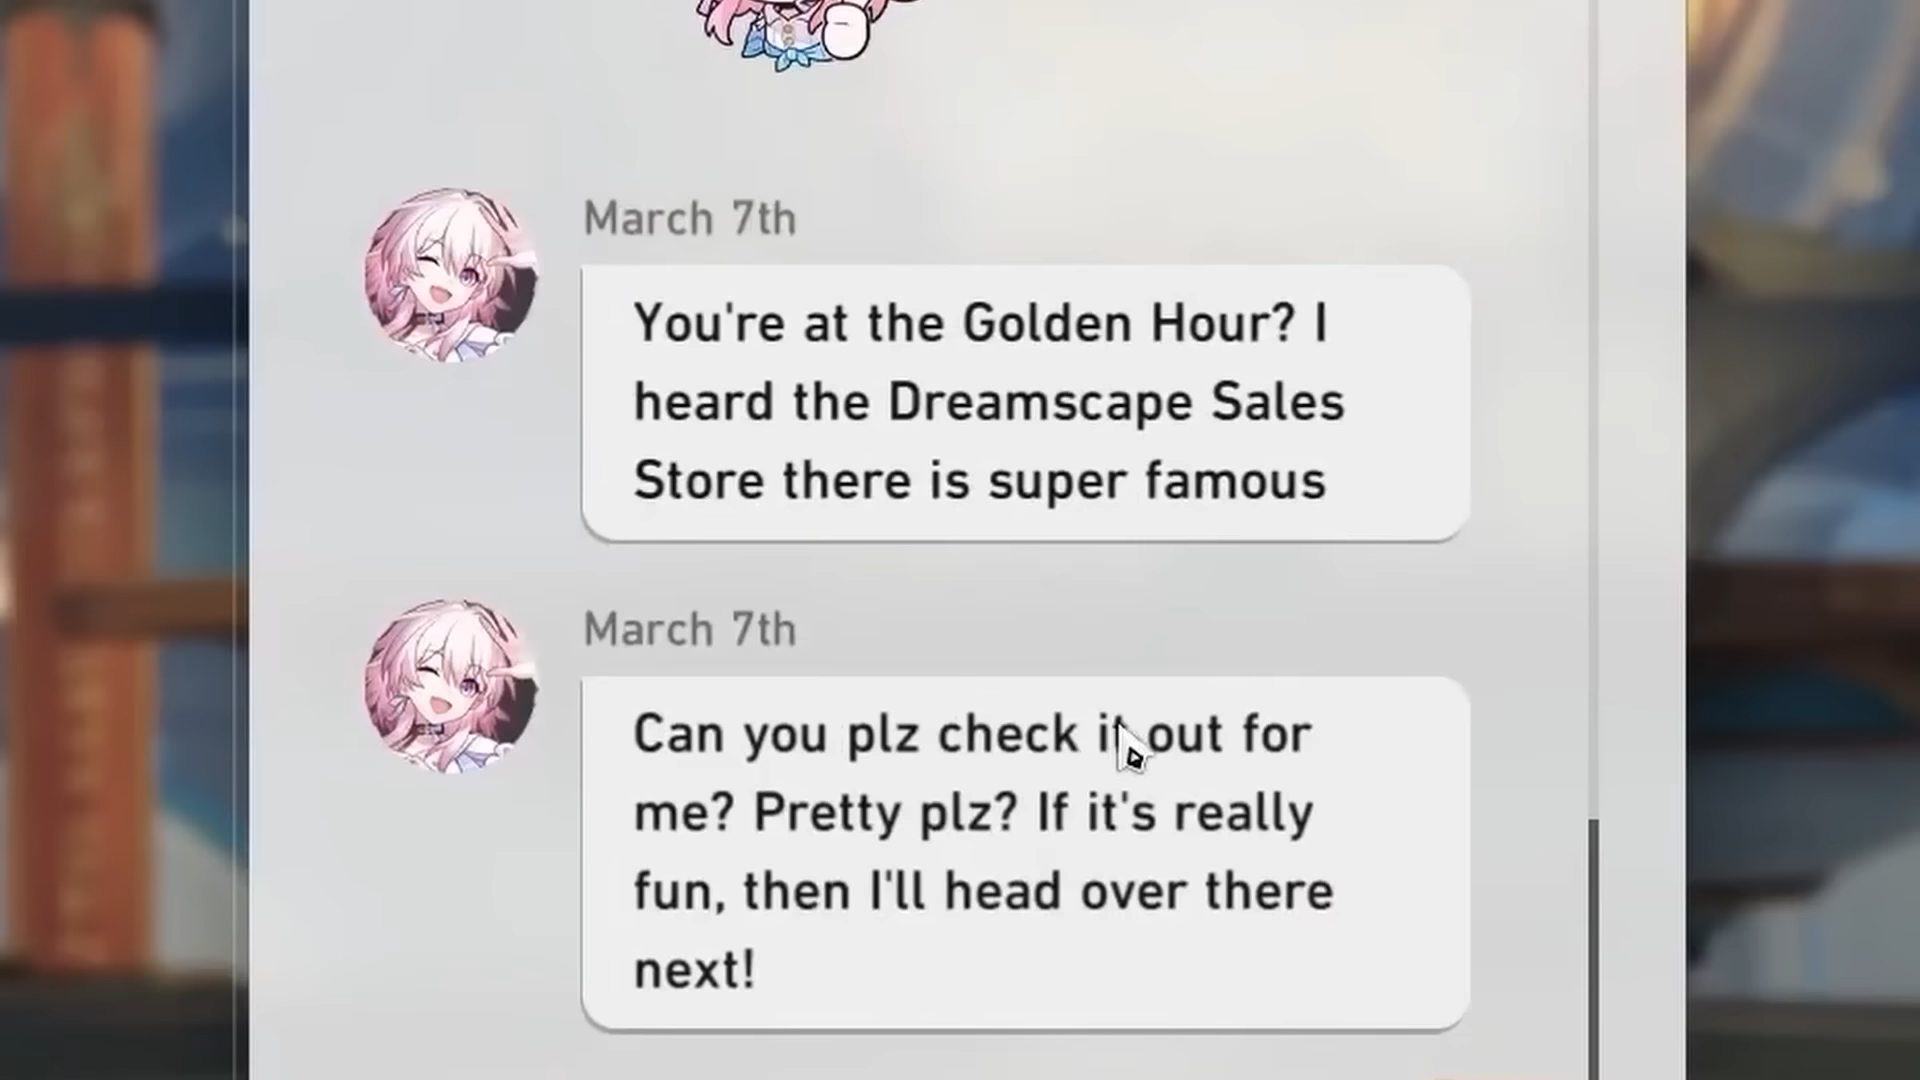 March 7th
You're at the Golden Hour? I
heard the Dreamscape Sales
Store there is super famous
March 7th
Can you plz check it out for
me? Pretty plz? If it's really
fun, then I'll head over there
next!